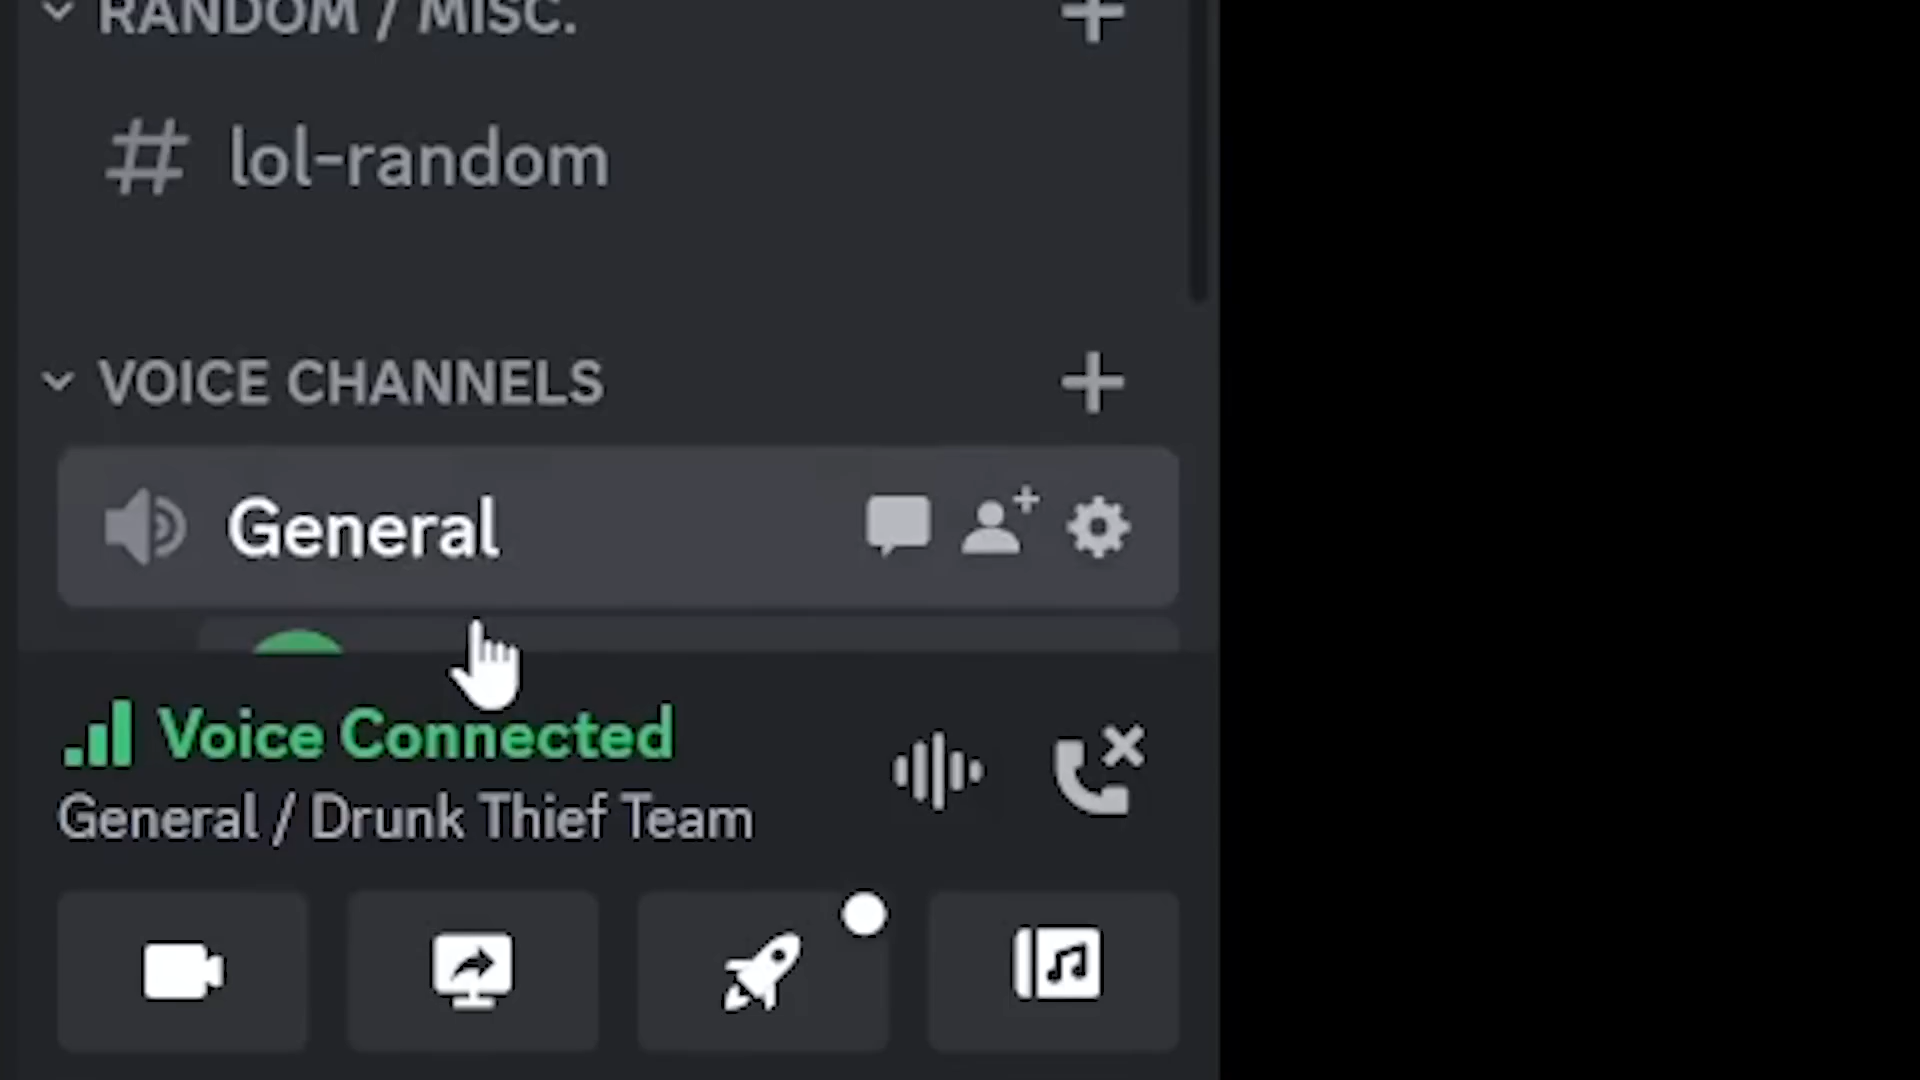 RANDOM / MISC.
# lol-random
VOICE CHANNELS
General
Voice Connected
General / Drunk Thief Team